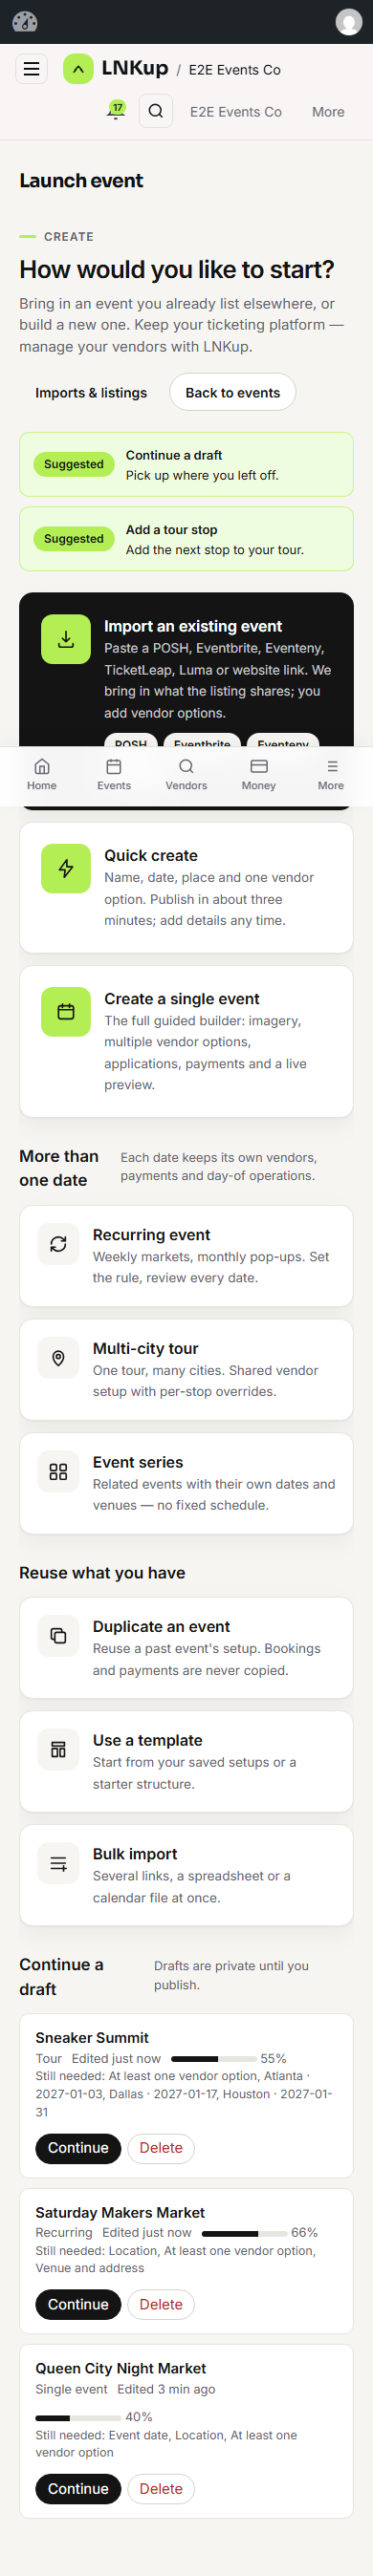 LNKup / E2E Events Co
17
E2E Events Co
More
Launch event
CREATE
How would you like to start?
Bring in an event you already list elsewhere, or
build a new one. Keep your ticketing platform —
manage your vendors with LNKup.
Imports & listings
Back to events
Suggested
Continue a draft
Pick up where you left off.
Suggested
Add a tour stop
Add the next stop to your tour.
Import an existing event
Paste a POSH, Eventbrite, Eventeny,
TicketLeap, Luma or website link. We
bring in what the listing shares; you
add vendor options.
POSH
Eventbrite
Eventeny
Home
Events
Vendors
Money
More
Quick create
Name, date, place and one vendor
option. Publish in about three
minutes; add details any time.
Create a single event
The full guided builder: imagery,
multiple vendor options,
applications, payments and a live
preview.
More than
one date
Each date keeps its own vendors,
payments and day-of operations.
Recurring event
Weekly markets, monthly pop-ups. Set
the rule, review every date.
Multi-city tour
One tour, many cities. Shared vendor
setup with per-stop overrides.
Event series
Related events with their own dates and
venues — no fixed schedule.
Reuse what you have
Duplicate an event
Reuse a past event's setup. Bookings
and payments are never copied.
Use a template
Start from your saved setups or a
starter structure.
Bulk import
Several links, a spreadsheet or a
calendar file at once.
Continue a
draft
Drafts are private until you
publish.
Sneaker Summit
Tour Edited just now 55%
Still needed: At least one vendor option, Atlanta ·
2027-01-03, Dallas · 2027-01-17, Houston · 2027-01-
31
Continue
Delete
Saturday Makers Market
Recurring Edited just now 66%
Still needed: Location, At least one vendor option,
Venue and address
Continue
Delete
Queen City Night Market
Single event Edited 3 min ago
40%
Still needed: Event date, Location, At least one
vendor option
Continue
Delete